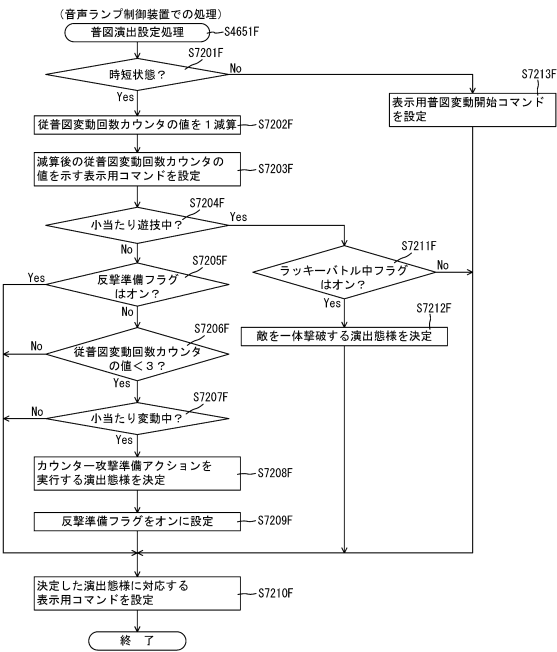 （音声ランプ制御装置での処理）
普図演出設定処理
S4651F
S7201F
時短状態？
No
Yes
S7213F
表示用普図変動開始コマンド
を設定
従普図変動回数カウンタの値を１減算
S7202F
減算後の従普図変動回数カウンタの
値を示す表示用コマンドを設定
S7203F
S7204F
小当たり遊技中？
Yes
No
S7211F
ラッキーバトル中フラグ
はオン？
No
Yes
S7205F
反撃準備フラグ
はオン？
Yes
No
S7212F
敵を一体撃破する演出態様を決定
S7206F
従普図変動回数カウンタ
の値＜３？
No
Yes
S7207F
小当たり変動中？
No
Yes
カウンター攻撃準備アクションを
実行する演出態様を決定
S7208F
反撃準備フラグをオンに設定
S7209F
決定した演出態様に対応する
表示用コマンドを設定
S7210F
終 了